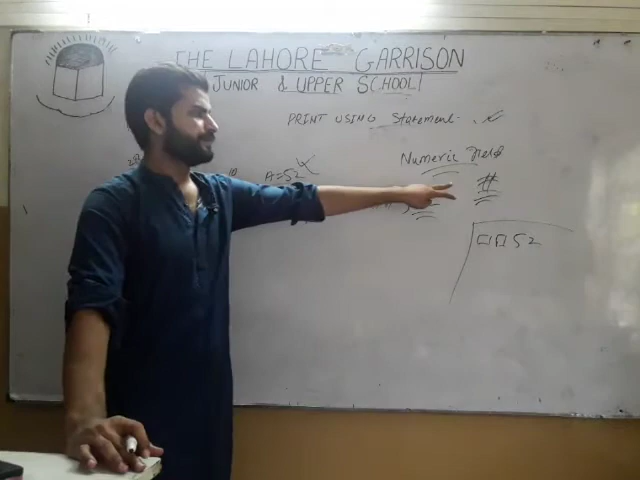 THE LAHORE GARRISON
JUNIOR & UPPER SCHOOL
PRINT USING Statement
Numeric field
A=52
#
□□52